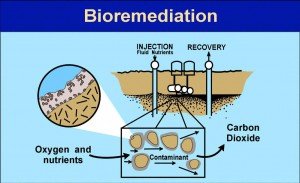 Bioremediation
INJECTION
Fluid Nutrients
RECOVERY
Oxygen and
nutrients
Contaminant
Carbon
Dioxide